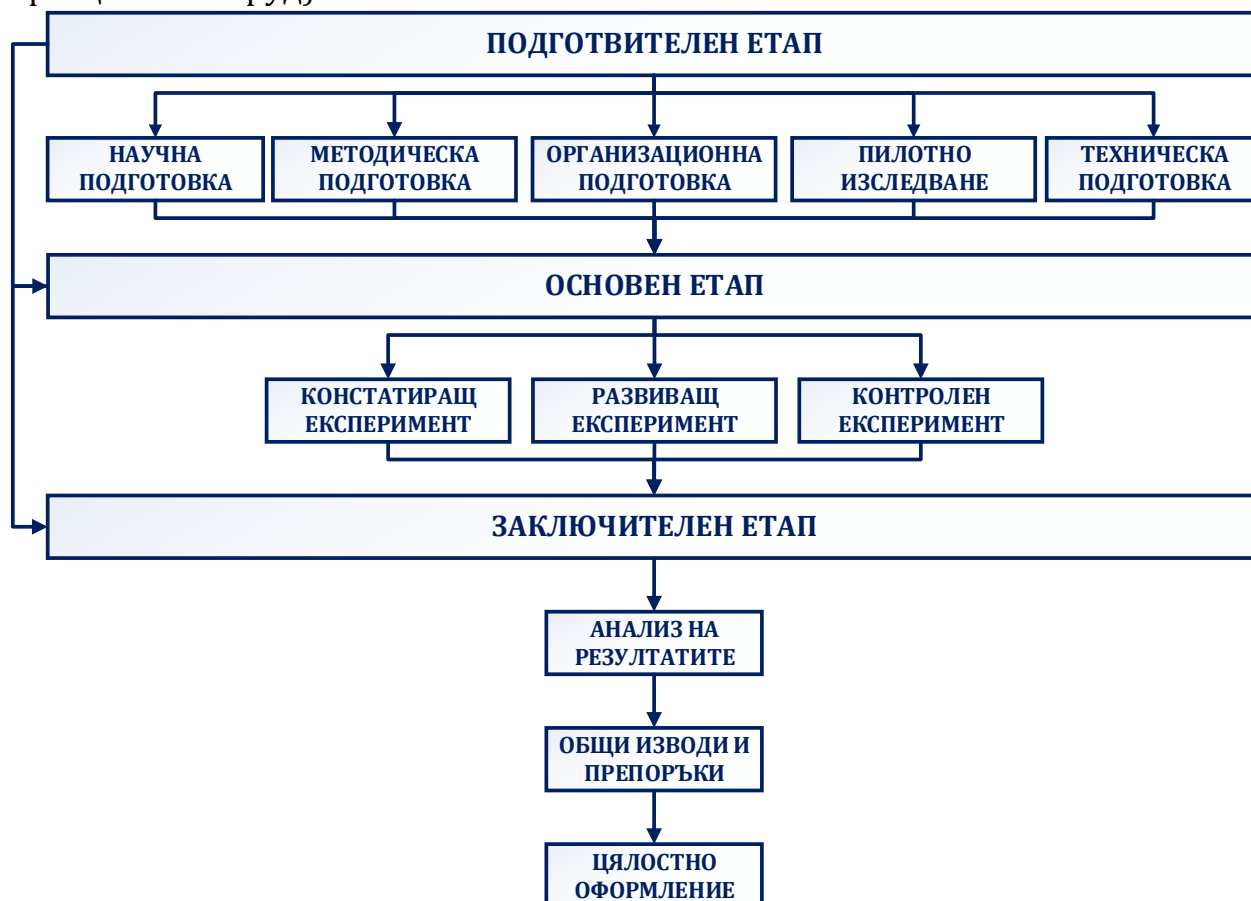 ПОДГОТВИТЕЛЕН ЕТАП
НАУЧНА
ПОДГОТОВКА
МЕТОДИЧЕСКА
ПОДГОТОВКА
ОРГАНИЗАЦИОННА
ПОДГОТОВКА
ПИЛОТНО
ИЗСЛЕДВАНЕ
ТЕХНИЧЕСКА
ПОДГОТОВКА
ОСНОВЕН ЕТАП
КОНСТАТИРАЩ
ЕКСПЕРИМЕНТ
РАЗВИВАЩ
ЕКСПЕРИМЕНТ
КОНТРОЛЕН
ЕКСПЕРИМЕНТ
ЗАКЛЮЧИТЕЛЕН ЕТАП
АНАЛИЗ НА
РЕЗУЛТАТИТЕ
ОБЩИ ИЗВОДИ И
ПРЕПОРЪКИ
ЦЯЛОСТНО
ОФОРМЛЕНИЕ